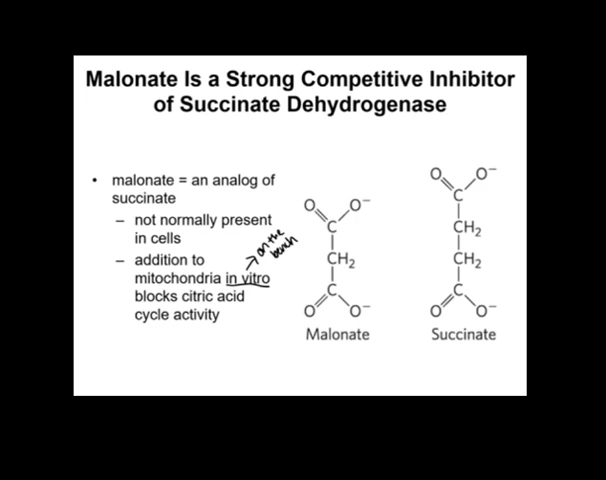 Malonate Is a Strong Competitive Inhibitor
of Succinate Dehydrogenase
• malonate = an analog of
succinate
– not normally present
in cells
– addition to
mitochondria in vitro
blocks citric acid
cycle activity
on the
bench
O O⁻
C
CH₂
C
O O⁻
Malonate
O O⁻
C
CH₂
CH₂
C
O O⁻
Succinate